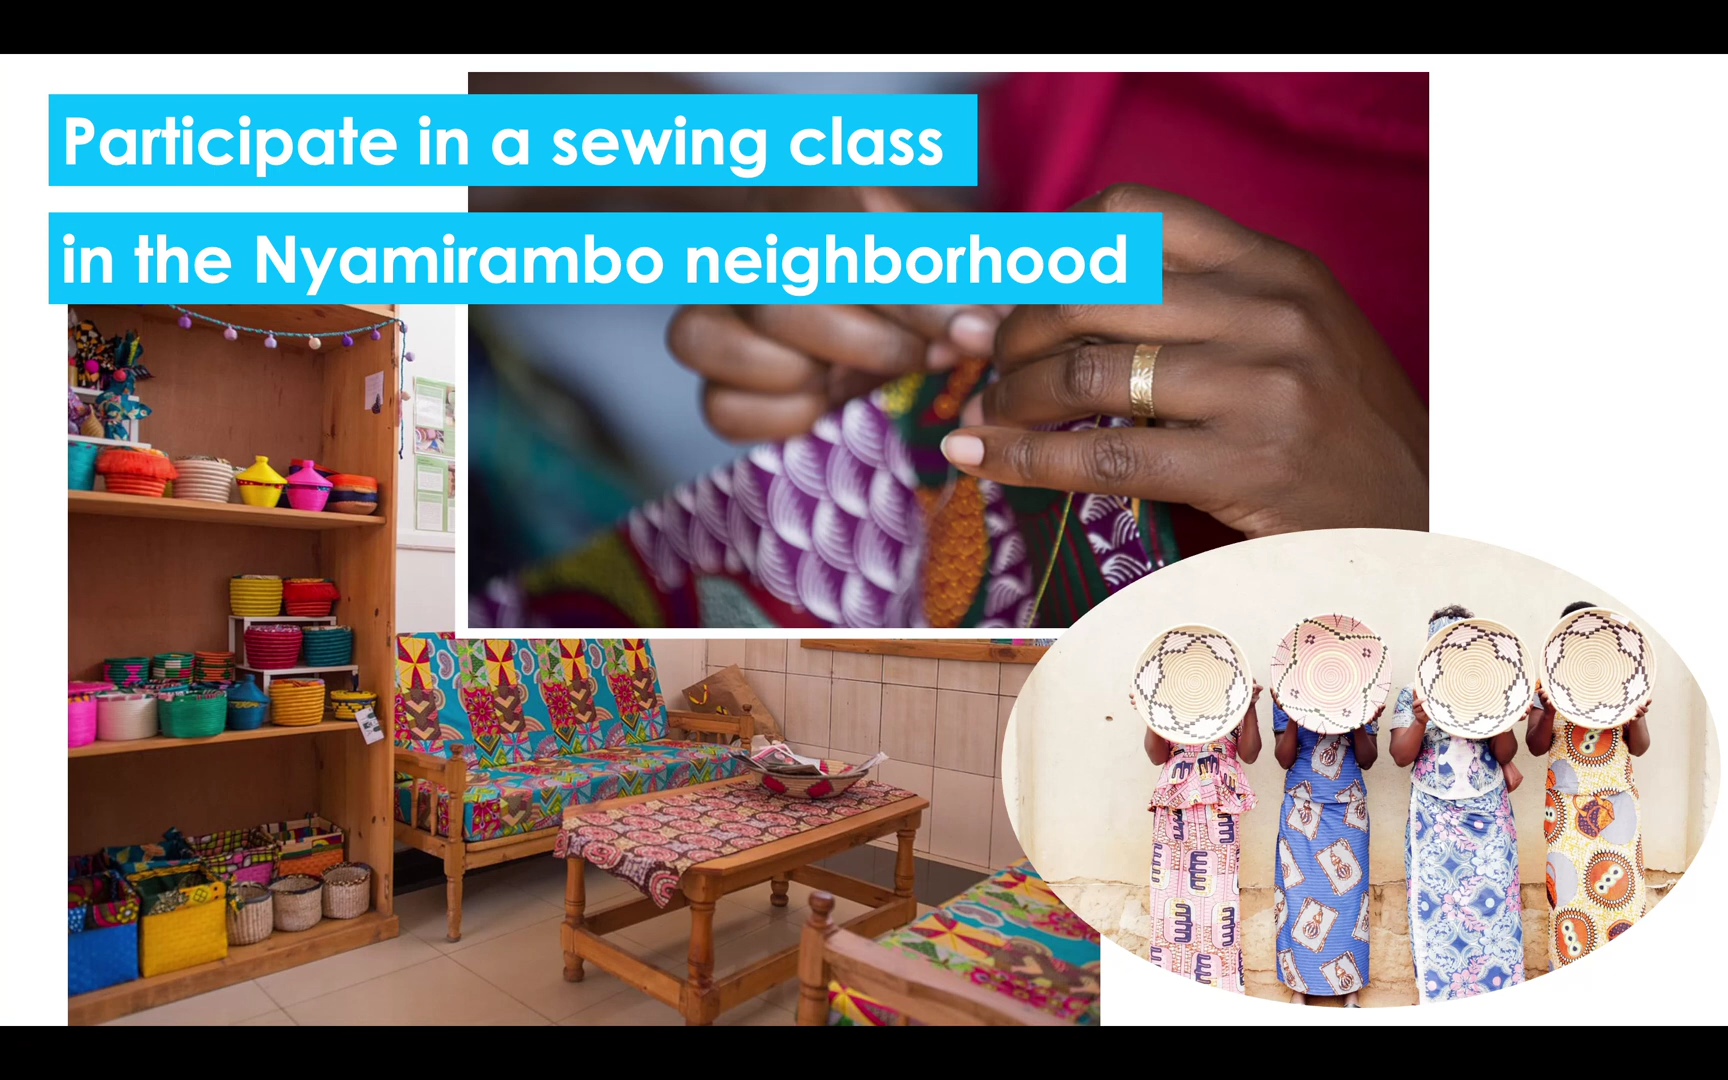 Participate in a sewing class
in the Nyamirambo neighborhood